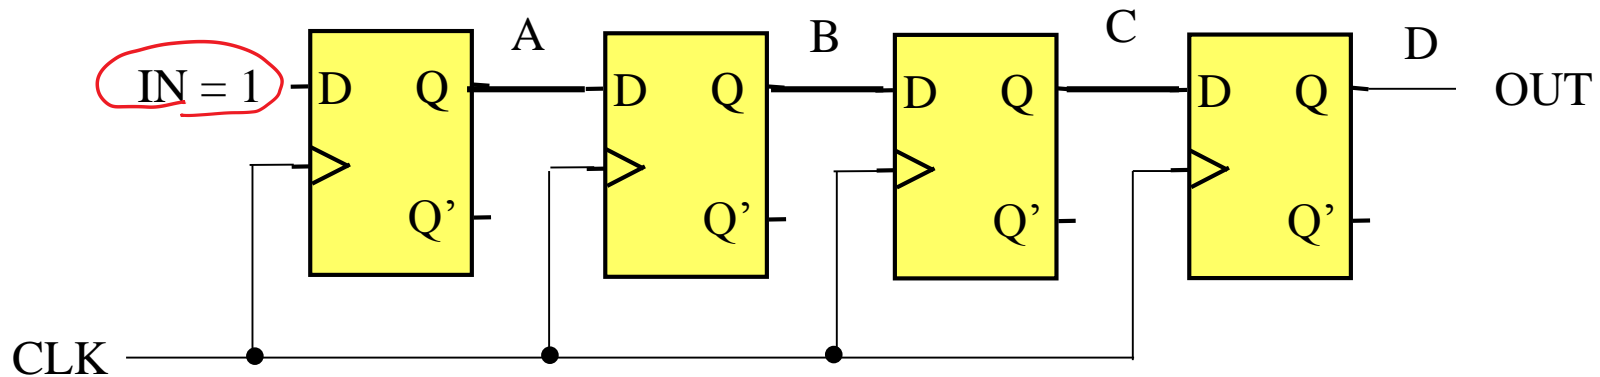 A B C D
IN = 1 D Q D Q D Q D Q OUT
Q’ Q’ Q’ Q’
CLK